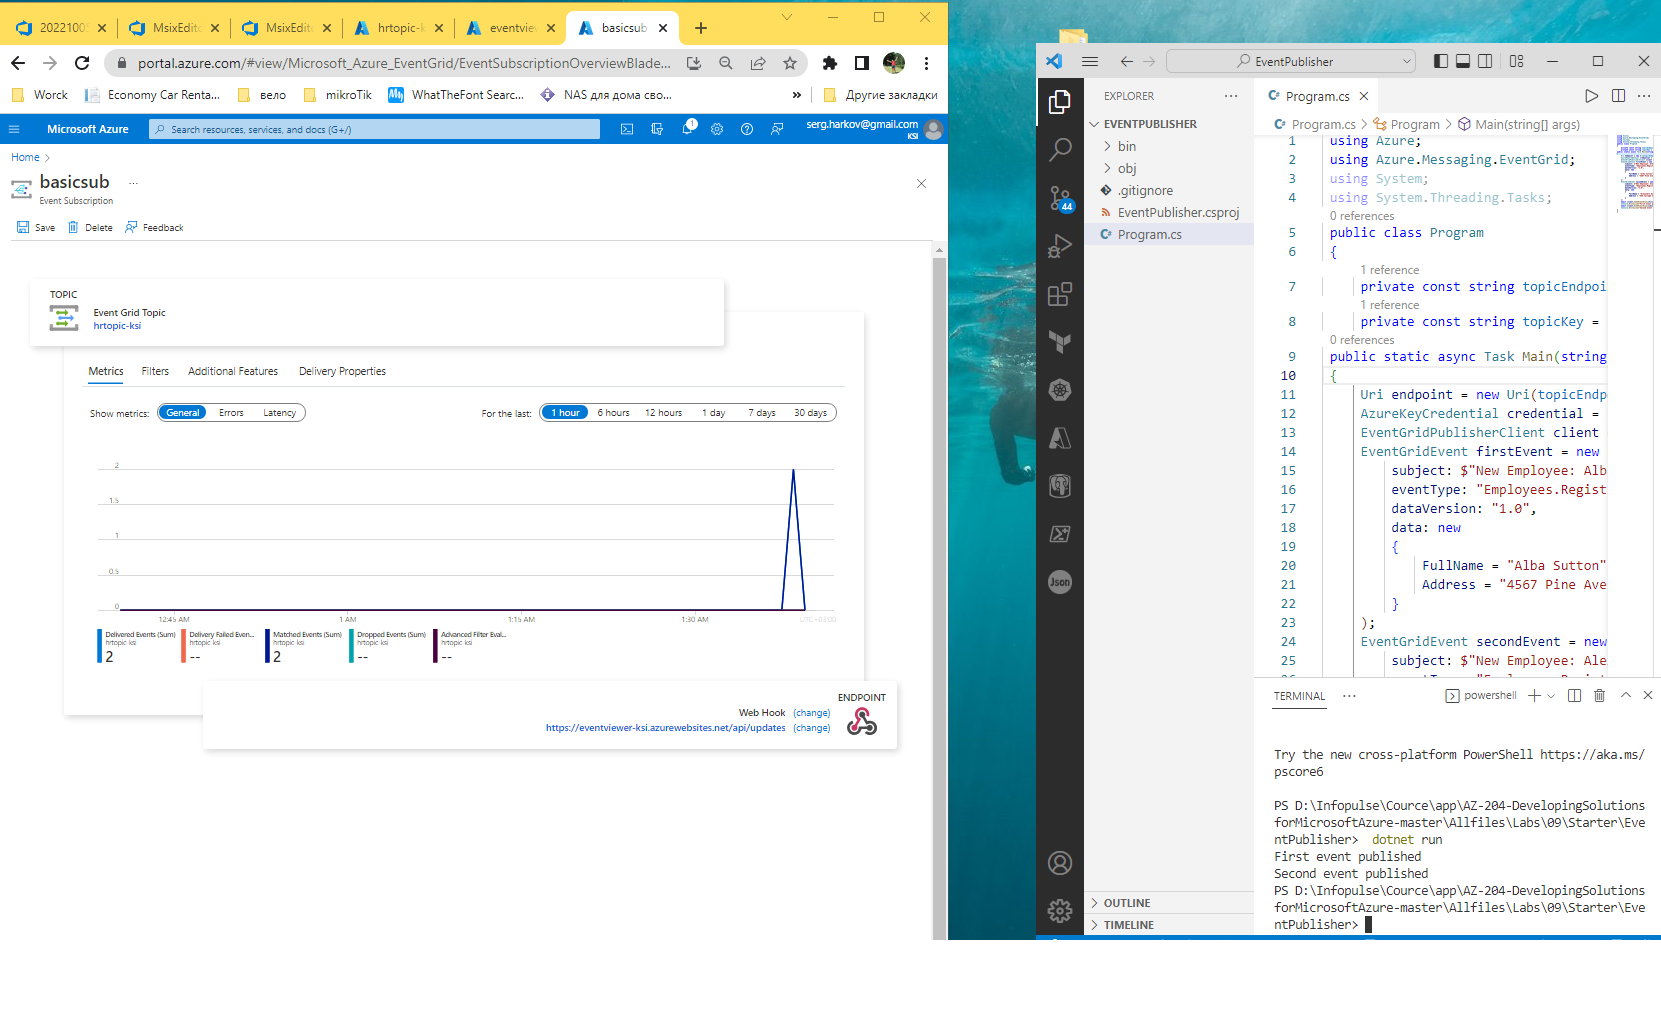 20221005
MsixEdit
MsixEdit
hrtopic-k
eventvie
basicsub
portal.azure.com/#view/Microsoft_Azure_EventGrid/EventSubscriptionOverviewBlade...
Worck
Economy Car Renta...
вело
mikroTik
WhatTheFont Searc...
NAS для дома сво...
»
Другие закладки
Microsoft Azure
Search resources, services, and docs (G+/)
1
serg.harkov@gmail.com
KSI
Home >
basicsub ...
Event Subscription
Save
Delete
Feedback
TOPIC
Event Grid Topic
hrtopic-ksi
Metrics
Filters
Additional Features
Delivery Properties
Show metrics:
General
Errors
Latency
For the last:
1 hour
6 hours
12 hours
1 day
7 days
30 days
2
1.5
1
0.5
0
12:45 AM
1 AM
1:15 AM
1:30 AM
UTC+03:00
Delivered Events (Sum)
hrtopic-ksi
2
Delivery Failed Even...
hrtopic-ksi
--
Matched Events (Sum)
hrtopic-ksi
2
Dropped Events (Sum)
hrtopic-ksi
--
Advanced Filter Eval...
hrtopic-ksi
--
ENDPOINT
Web Hook (change)
https://eventviewer-ksi.azurewebsites.net/api/updates (change)
EventPublisher
44
Json
EXPLORER ...
EVENTPUBLISHER
bin
obj
.gitignore
EventPublisher.csproj
Program.cs
OUTLINE
TIMELINE
Program.cs
Program.cs > Program > Main(string[] args)
1 using Azure;
2 using Azure.Messaging.EventGrid;
3 using System;
4 using System.Threading.Tasks;
0 references
5 public class Program
6 {
1 reference
7 private const string topicEndpoi
1 reference
8 private const string topicKey =
0 references
9 public static async Task Main(string
10 {
11 Uri endpoint = new Uri(topicEndp
12 AzureKeyCredential credential =
13 EventGridPublisherClient client
14 EventGridEvent firstEvent = new
15 subject: $"New Employee: Alb
16 eventType: "Employees.Regist
17 dataVersion: "1.0",
18 data: new
19 {
20 FullName = "Alba Sutton"
21 Address = "4567 Pine Ave
22 }
23 );
24 EventGridEvent secondEvent = new
25 subject: $"New Employee: Ale
TERMINAL ...
powershell
Try the new cross-platform PowerShell https://aka.ms/
pscore6
PS D:\Infopulse\Cource\app\AZ-204-DevelopingSolutions
forMicrosoftAzure-master\Allfiles\Labs\09\Starter\Eve
ntPublisher> dotnet run
First event published
Second event published
PS D:\Infopulse\Cource\app\AZ-204-DevelopingSolutions
forMicrosoftAzure-master\Allfiles\Labs\09\Starter\Eve
ntPublisher>